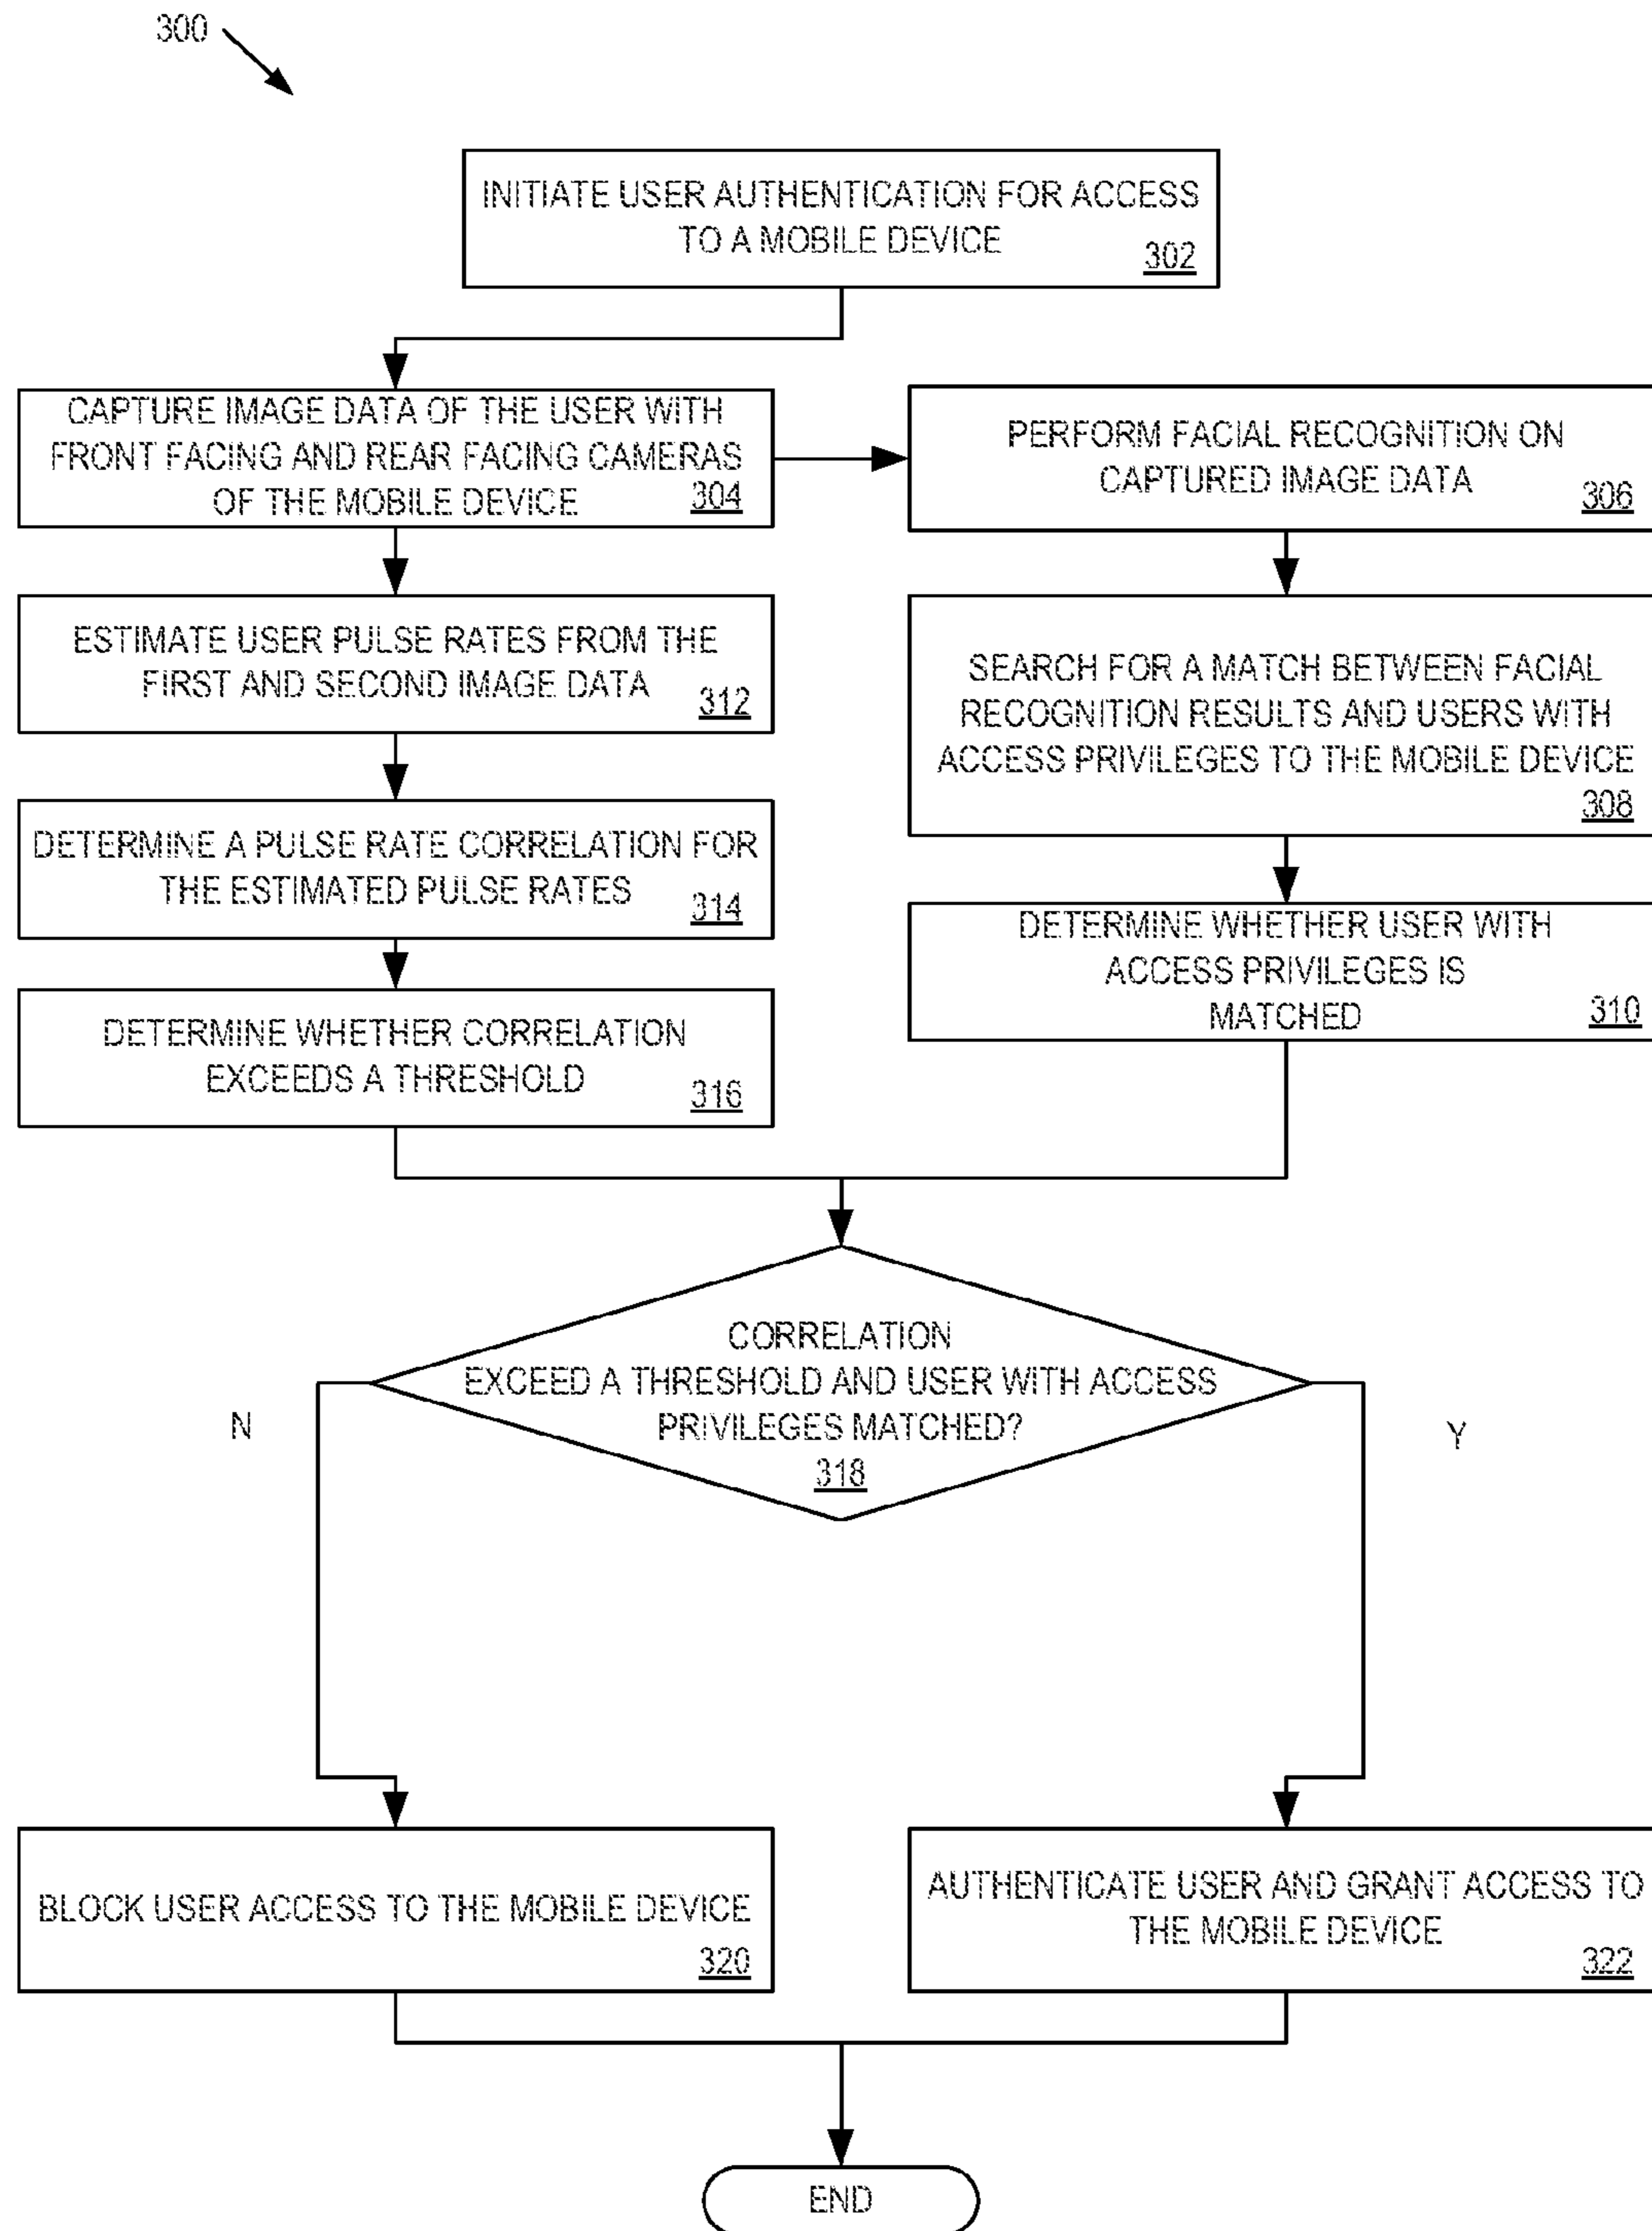 300
INITIATE USER AUTHENTICATION FOR ACCESS
TO A MOBILE DEVICE
302
CAPTURE IMAGE DATA OF THE USER WITH
FRONT FACING AND REAR FACING CAMERAS
OF THE MOBILE DEVICE
304
PERFORM FACIAL RECOGNITION ON
CAPTURED IMAGE DATA
306
ESTIMATE USER PULSE RATES FROM THE
FIRST AND SECOND IMAGE DATA
312
SEARCH FOR A MATCH BETWEEN FACIAL
RECOGNITION RESULTS AND USERS WITH
ACCESS PRIVILEGES TO THE MOBILE DEVICE
308
DETERMINE A PULSE RATE CORRELATION FOR
THE ESTIMATED PULSE RATES
314
DETERMINE WHETHER USER WITH
ACCESS PRIVILEGES IS
MATCHED
310
DETERMINE WHETHER CORRELATION
EXCEEDS A THRESHOLD
316
CORRELATION
EXCEED A THRESHOLD AND USER WITH ACCESS
PRIVILEGES MATCHED?
318
N
Y
BLOCK USER ACCESS TO THE MOBILE DEVICE
320
AUTHENTICATE USER AND GRANT ACCESS TO
THE MOBILE DEVICE
322
END